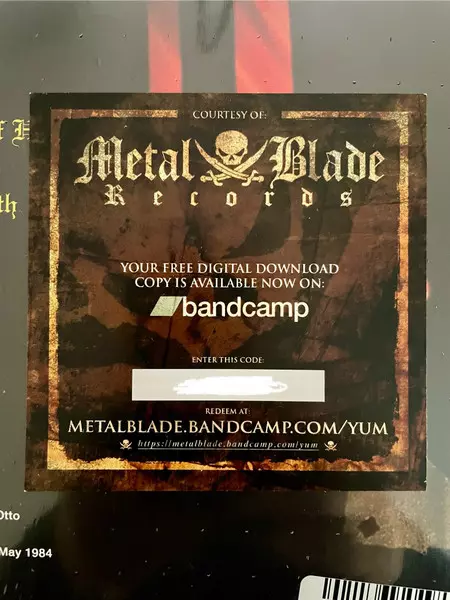 COURTESY OF:
Metal Blade
Records
YOUR FREE DIGITAL DOWNLOAD
COPY IS AVAILABLE NOW ON:
bandcamp
ENTER THIS CODE:
REDEEM AT:
METALBLADE.BANDCAMP.COM/YUM
https://metalblade.bandcamp.com/yum
Otto
May 1984